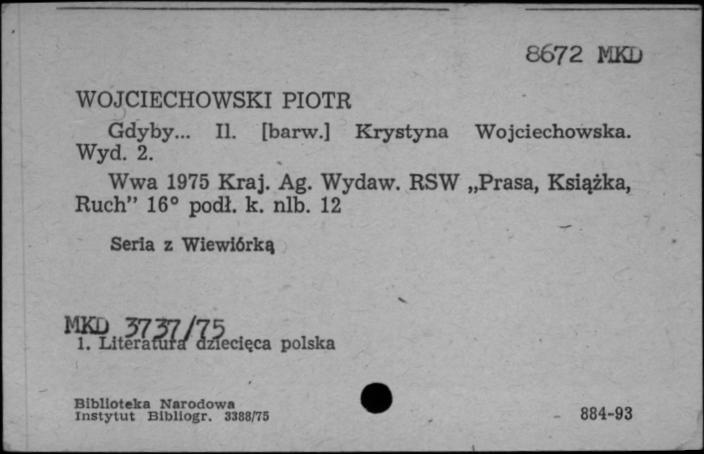 8672 MKD
WOJCIECHOWSKI PIOTR
Gdyby... Il. [barw.] Krystyna Wojciechowska.
Wyd. 2.
Wwa 1975 Kraj. Ag. Wydaw. RSW „Prasa, Książka,
Ruch” 16° podł. k. nlb. 12
Seria z Wiewiórką
MKD 3737/75
1. Literatura dziecięca polska
Biblioteka Narodowa
Instytut Bibliogr. 3388/75
884-93